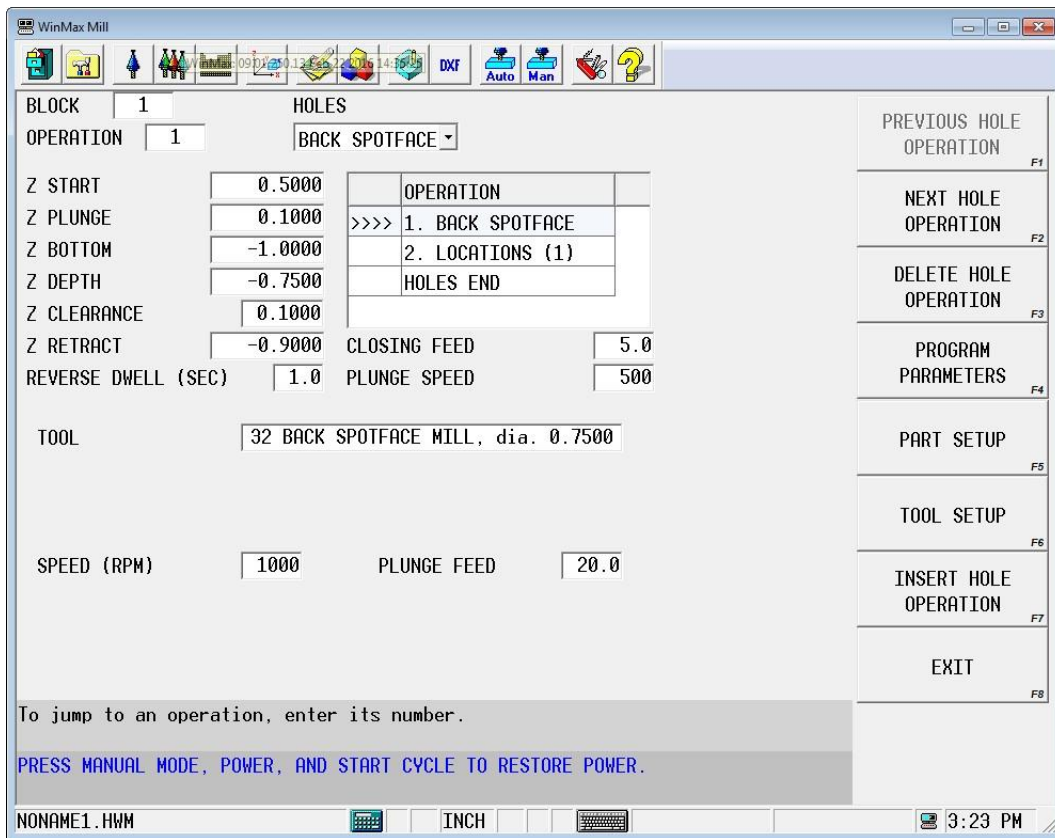 WinMax Mill
DXF
Auto
Man
BLOCK 1 HOLES
OPERATION 1 BACK SPOTFACE
Z START 0.5000
Z PLUNGE 0.1000
Z BOTTOM -1.0000
Z DEPTH -0.7500
Z CLEARANCE 0.1000
Z RETRACT -0.9000
REVERSE DWELL (SEC) 1.0
OPERATION
>>>> 1. BACK SPOTFACE
2. LOCATIONS (1)
HOLES END
CLOSING FEED 5.0
PLUNGE SPEED 500
TOOL 32 BACK SPOTFACE MILL, dia. 0.7500
SPEED (RPM) 1000 PLUNGE FEED 20.0
PREVIOUS HOLE
OPERATION
F1
NEXT HOLE
OPERATION
F2
DELETE HOLE
OPERATION
F3
PROGRAM
PARAMETERS
F4
PART SETUP
F5
TOOL SETUP
F6
INSERT HOLE
OPERATION
F7
EXIT
F8
To jump to an operation, enter its number.
PRESS MANUAL MODE, POWER, AND START CYCLE TO RESTORE POWER.
NONAME1.HWM INCH 3:23 PM